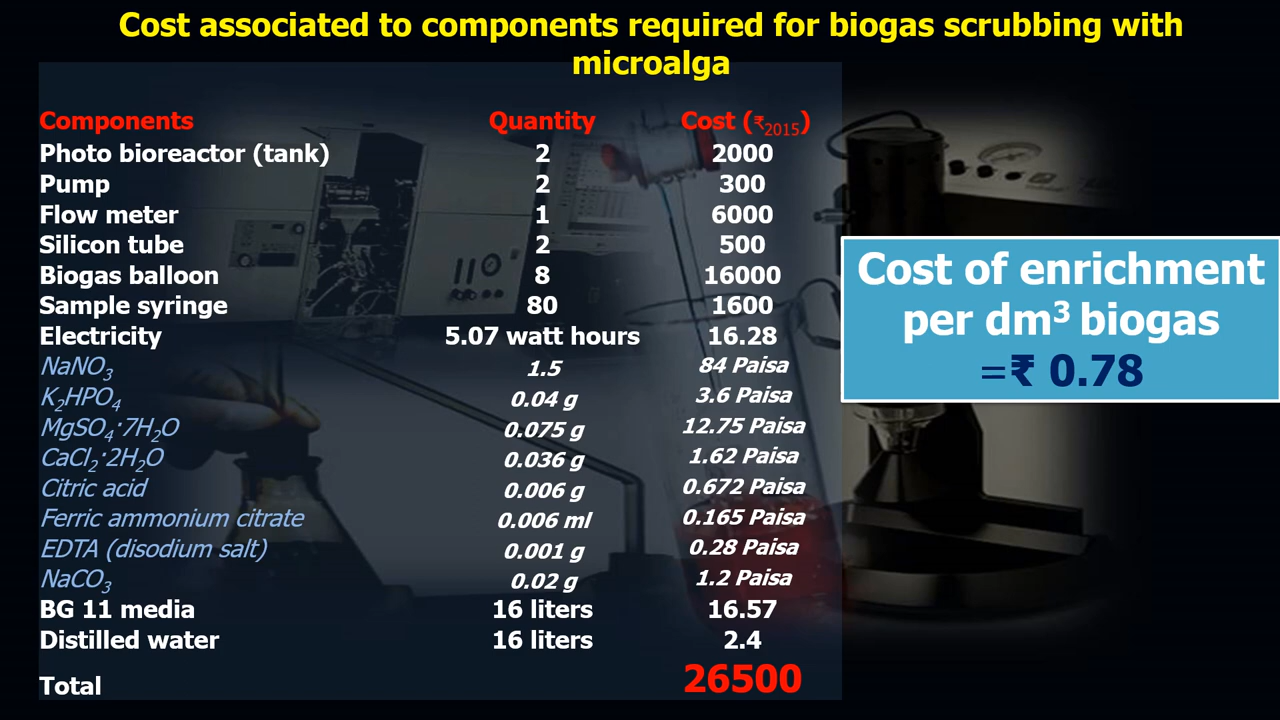 Cost associated to components required for biogas scrubbing with
microalga
Components Quantity Cost (₹2015)
Photo bioreactor (tank) 2 2000
Pump 2 300
Flow meter 1 6000
Silicon tube 2 500
Biogas balloon 8 16000
Sample syringe 80 1600
Electricity 5.07 watt hours 16.28
NaNO3 1.5 84 Paisa
K2HPO4 0.04 g 3.6 Paisa
MgSO4·7H2O 0.075 g 12.75 Paisa
CaCl2·2H2O 0.036 g 1.62 Paisa
Citric acid 0.006 g 0.672 Paisa
Ferric ammonium citrate 0.006 ml 0.165 Paisa
EDTA (disodium salt) 0.001 g 0.28 Paisa
NaCO3 0.02 g 1.2 Paisa
BG 11 media 16 liters 16.57
Distilled water 16 liters 2.4
Total 26500
Cost of enrichment
per dm3 biogas
=₹ 0.78